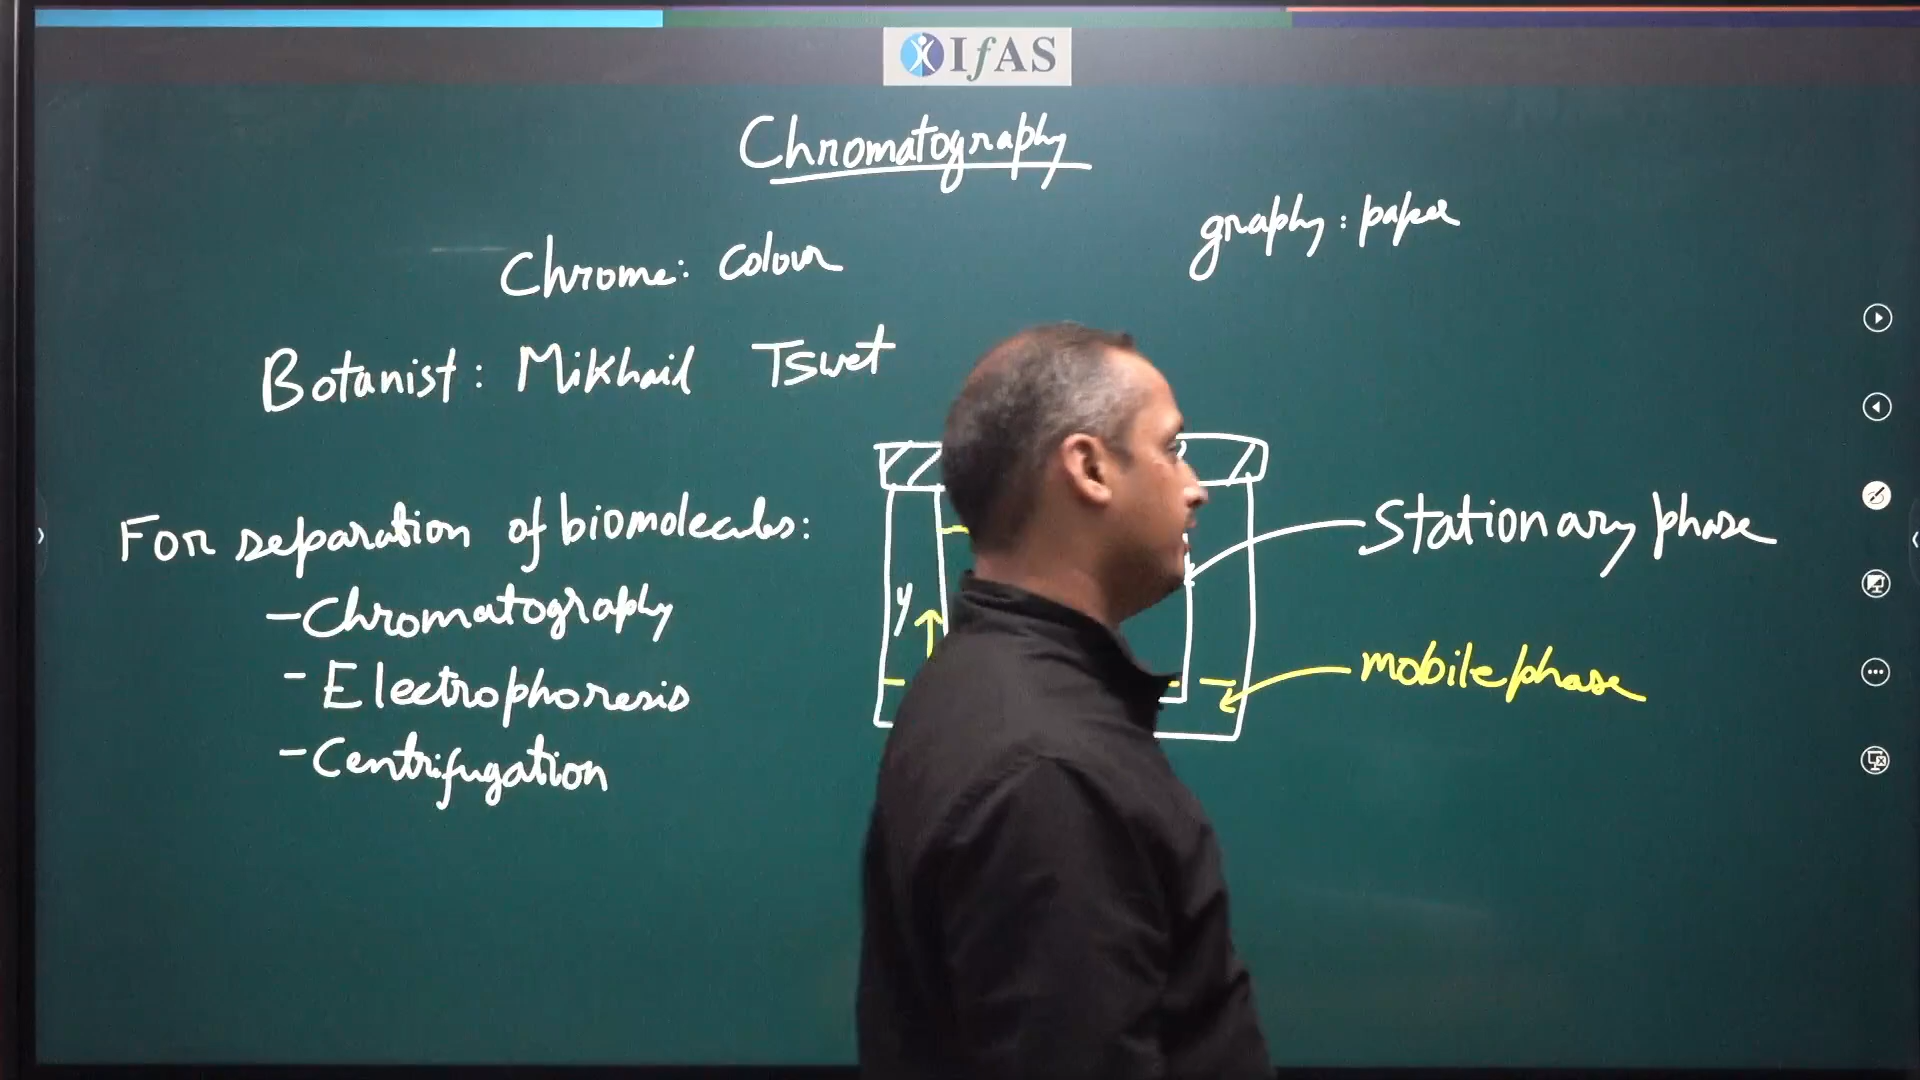 IfAS
Chromatography
graphy: paper
Chrome: Colour
Botanist: Mikhail Tswet
For separation of biomolecules:
- Chromatography
- Electrophoresis
- Centrifugation
y
Stationary phase
mobile phase